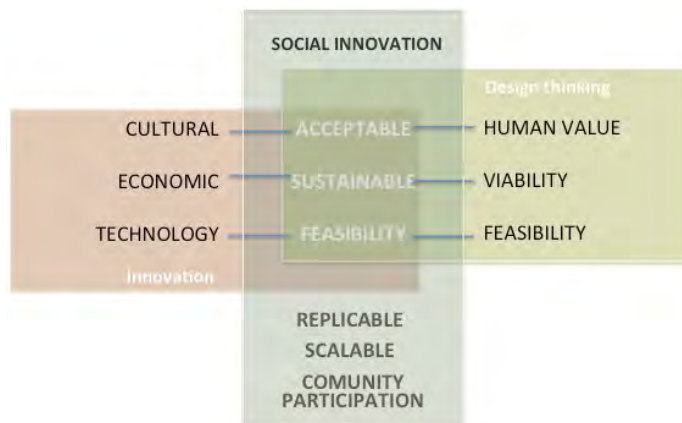 SOCIAL INNOVATION
Design thinking
CULTURAL ACCEPTABLE HUMAN VALUE
ECONOMIC SUSTAINABLE VIABILITY
TECHNOLOGY FEASIBILITY FEASIBILITY
Innovation
REPLICABLE
SCALABLE
COMUNITY
PARTICIPATION